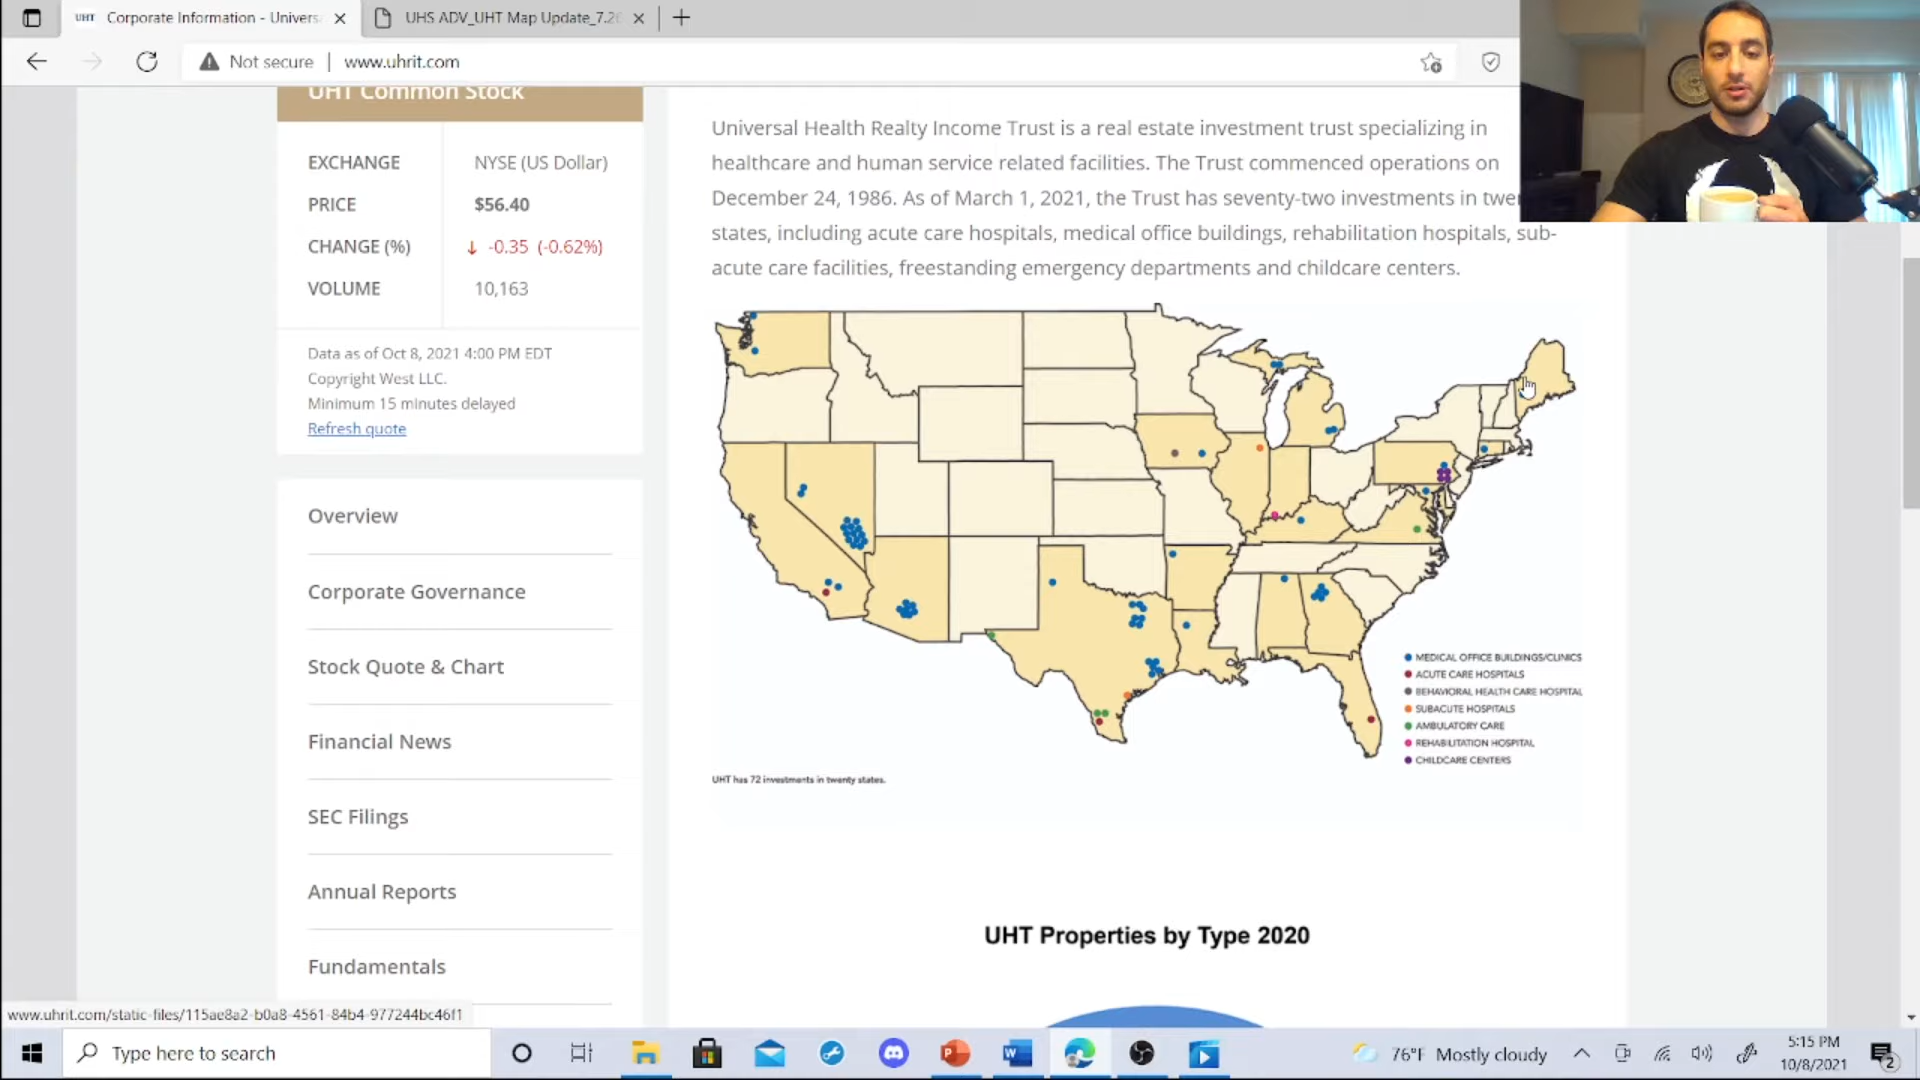 UHT Corporate Information - Univers
UHS ADV_UHT Map Update_7.2
Not secure
www.uhrit.com
UHT Common Stock
EXCHANGE NYSE (US Dollar)
PRICE $56.40
CHANGE (%) ↓ -0.35 (-0.62%)
VOLUME 10,163
Data as of Oct 8, 2021 4:00 PM EDT
Copyright West LLC.
Minimum 15 minutes delayed
Refresh quote
Overview
Corporate Governance
Stock Quote & Chart
Financial News
SEC Filings
Annual Reports
Fundamentals
Universal Health Realty Income Trust is a real estate investment trust specializing in
healthcare and human service related facilities. The Trust commenced operations on
December 24, 1986. As of March 1, 2021, the Trust has seventy-two investments in
states, including acute care hospitals, medical office buildings, rehabilitation hospitals, sub-
acute care facilities, freestanding emergency departments and childcare centers.
MEDICAL OFFICE BUILDINGS/CLINICS
ACUTE CARE HOSPITALS
BEHAVIORAL HEALTH CARE HOSPITAL
SUBACUTE HOSPITALS
AMBULATORY CARE
REHABILITATION HOSPITAL
CHILDCARE CENTERS
UHT has 72 investments in twenty states.
UHT Properties by Type 2020
www.uhrit.com/static-files/115ae8a2-b0a8-4561-84b4-977244bc46f1
Type here to search
76°F Mostly cloudy
5:15 PM
10/8/2021
2